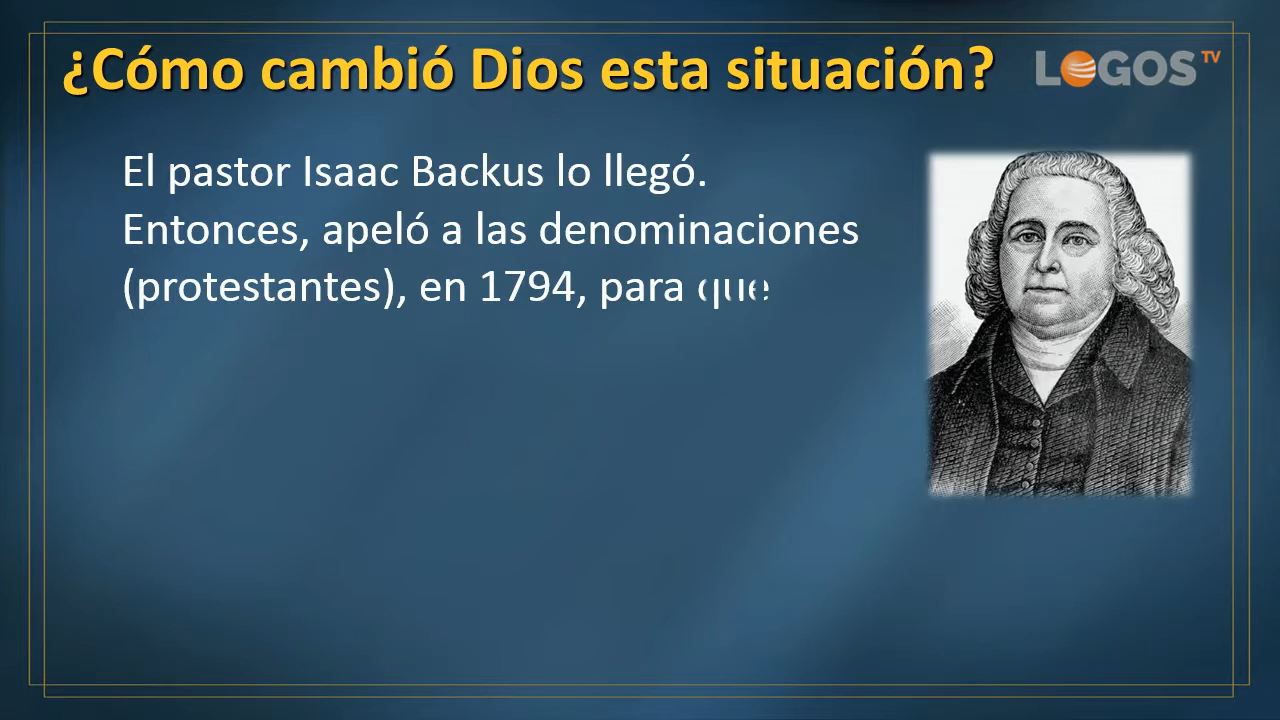 ¿Cómo cambió Dios esta situación?
LOGOS TV
El pastor Isaac Backus lo llegó.
Entonces, apeló a las denominaciones
(protestantes), en 1794, para que